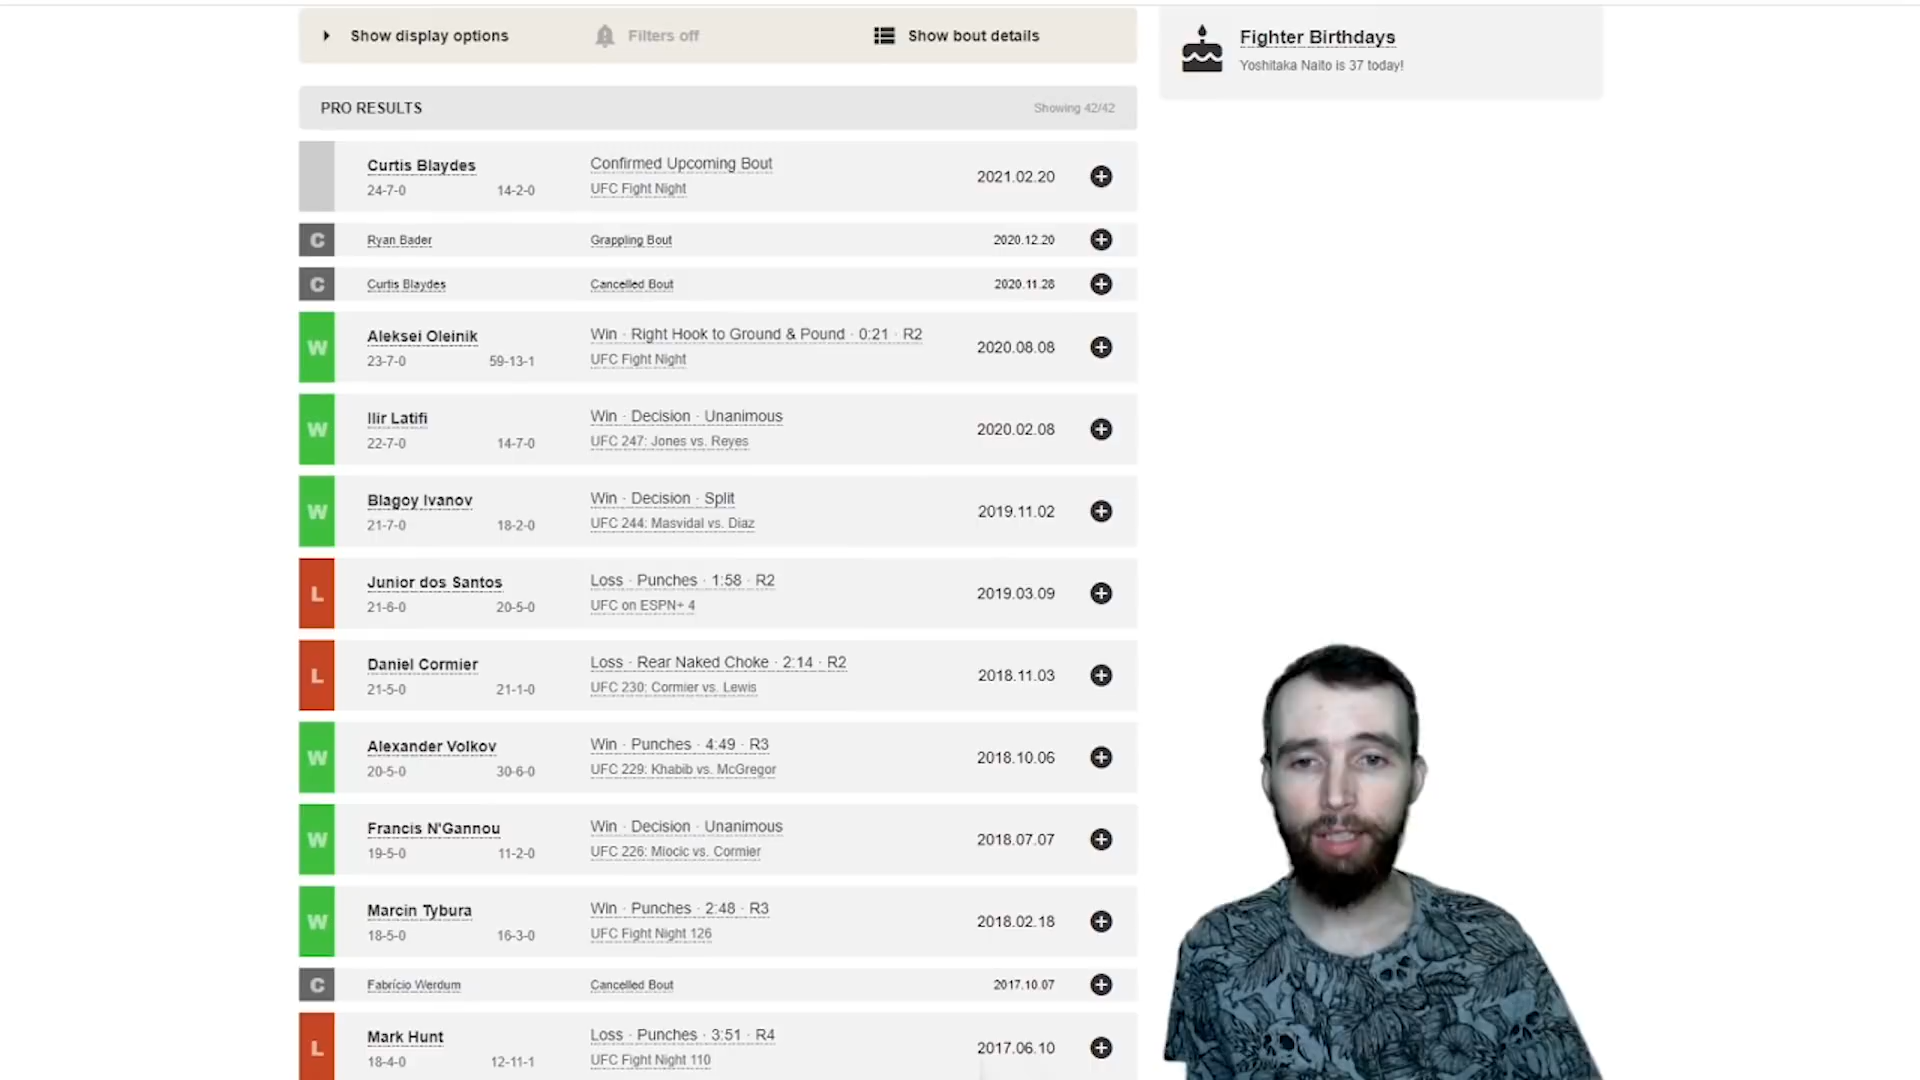 Show display options
Filters off
Show bout details
Fighter Birthdays
Yoshitaka Naito is 37 today!
PRO RESULTS
Showing 42/42
Curtis Blaydes
24-7-0 14-2-0
Confirmed Upcoming Bout
UFC Fight Night
2021.02.20
C
Ryan Bader
Grappling Bout
2020.12.20
C
Curtis Blaydes
Cancelled Bout
2020.11.28
W
Aleksei Oleinik
23-7-0 59-13-1
Win · Right Hook to Ground & Pound · 0:21 · R2
UFC Fight Night
2020.08.08
W
Ilir Latifi
22-7-0 14-7-0
Win · Decision · Unanimous
UFC 247: Jones vs. Reyes
2020.02.08
W
Blagoy Ivanov
21-7-0 18-2-0
Win · Decision · Split
UFC 244: Masvidal vs. Diaz
2019.11.02
L
Junior dos Santos
21-6-0 20-5-0
Loss · Punches · 1:58 · R2
UFC on ESPN+ 4
2019.03.09
L
Daniel Cormier
21-5-0 21-1-0
Loss · Rear Naked Choke · 2:14 · R2
UFC 230: Cormier vs. Lewis
2018.11.03
W
Alexander Volkov
20-5-0 30-6-0
Win · Punches · 4:49 · R3
UFC 229: Khabib vs. McGregor
2018.10.06
W
Francis N'Gannou
19-5-0 11-2-0
Win · Decision · Unanimous
UFC 226: Miocic vs. Cormier
2018.07.07
W
Marcin Tybura
18-5-0 16-3-0
Win · Punches · 2:48 · R3
UFC Fight Night 126
2018.02.18
C
Fabrício Werdum
Cancelled Bout
2017.10.07
L
Mark Hunt
18-4-0 12-11-1
Loss · Punches · 3:51 · R4
UFC Fight Night 110
2017.06.10